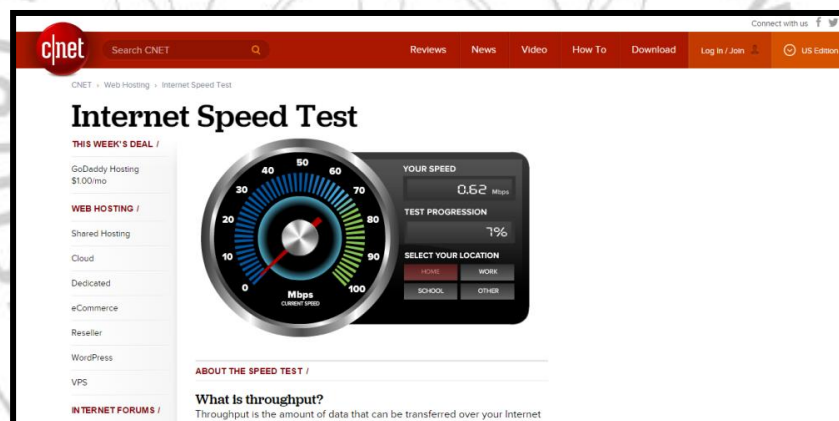 Connect with us
c|net
Search CNET
Reviews News Video How To Download Log In / Join US Edition
CNET › Web Hosting › Internet Speed Test
Internet Speed Test
THIS WEEK'S DEAL /
GoDaddy Hosting
$1.00/mo
WEB HOSTING /
Shared Hosting
Cloud
Dedicated
eCommerce
Reseller
WordPress
VPS
INTERNET FORUMS /
0 10 20 30 40 50 60 70 80 90 100
Mbps
CURRENT SPEED
YOUR SPEED
0.62 Mbps
TEST PROGRESSION
7%
SELECT YOUR LOCATION
HOME WORK
SCHOOL OTHER
ABOUT THE SPEED TEST /
What is throughput?
Throughput is the amount of data that can be transferred over your Internet